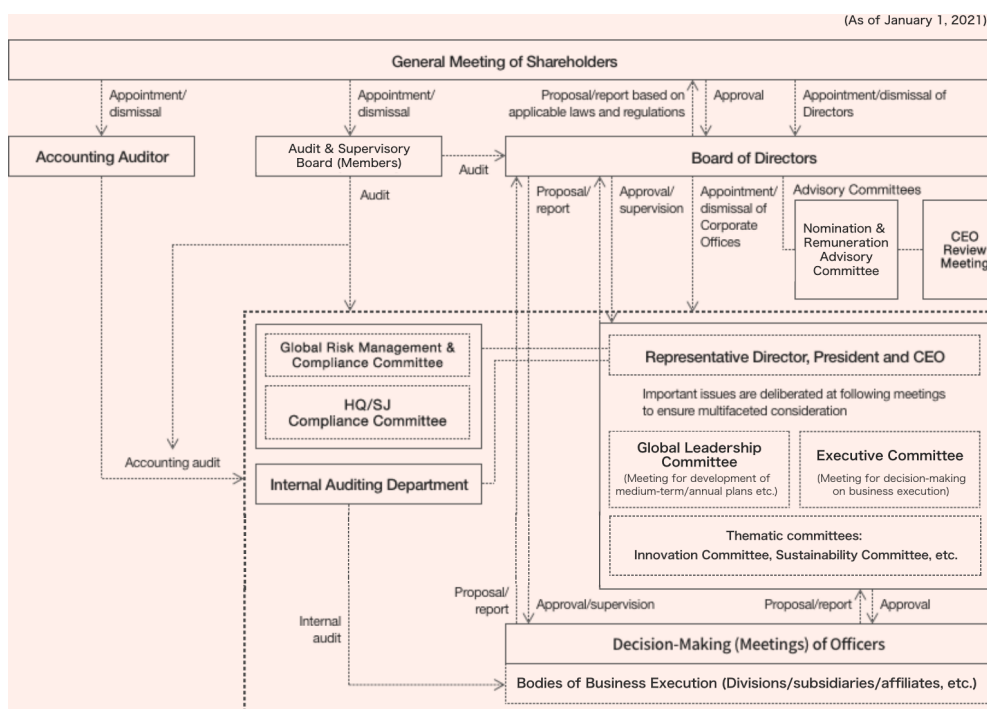 (As of January 1, 2021)
General Meeting of Shareholders
Appointment/
dismissal
Appointment/
dismissal
Proposal/report based on
applicable laws and regulations
Approval
Appointment/dismissal of
Directors
Accounting Auditor
Audit & Supervisory
Board (Members)
Audit
Board of Directors
Audit
Proposal/
report
Approval/
supervision
Appointment/
dismissal of
Corporate
Offices
Advisory Committees
Nomination &
Remuneration
Advisory
Committee
CEO
Review
Meeting
Global Risk Management &
Compliance Committee
HQ/SJ
Compliance Committee
Representative Director, President and CEO
Important issues are deliberated at following meetings
to ensure multifaceted consideration
Global Leadership
Committee
(Meeting for development of
medium-term/annual plans etc.)
Executive Committee
(Meeting for decision-making
on business execution)
Accounting audit
Internal Auditing Department
Thematic committees:
Innovation Committee, Sustainability Committee, etc.
Proposal/
report
Approval/supervision
Proposal/report
Approval
Internal
audit
Decision-Making (Meetings) of Officers
Bodies of Business Execution (Divisions/subsidiaries/affiliates, etc.)